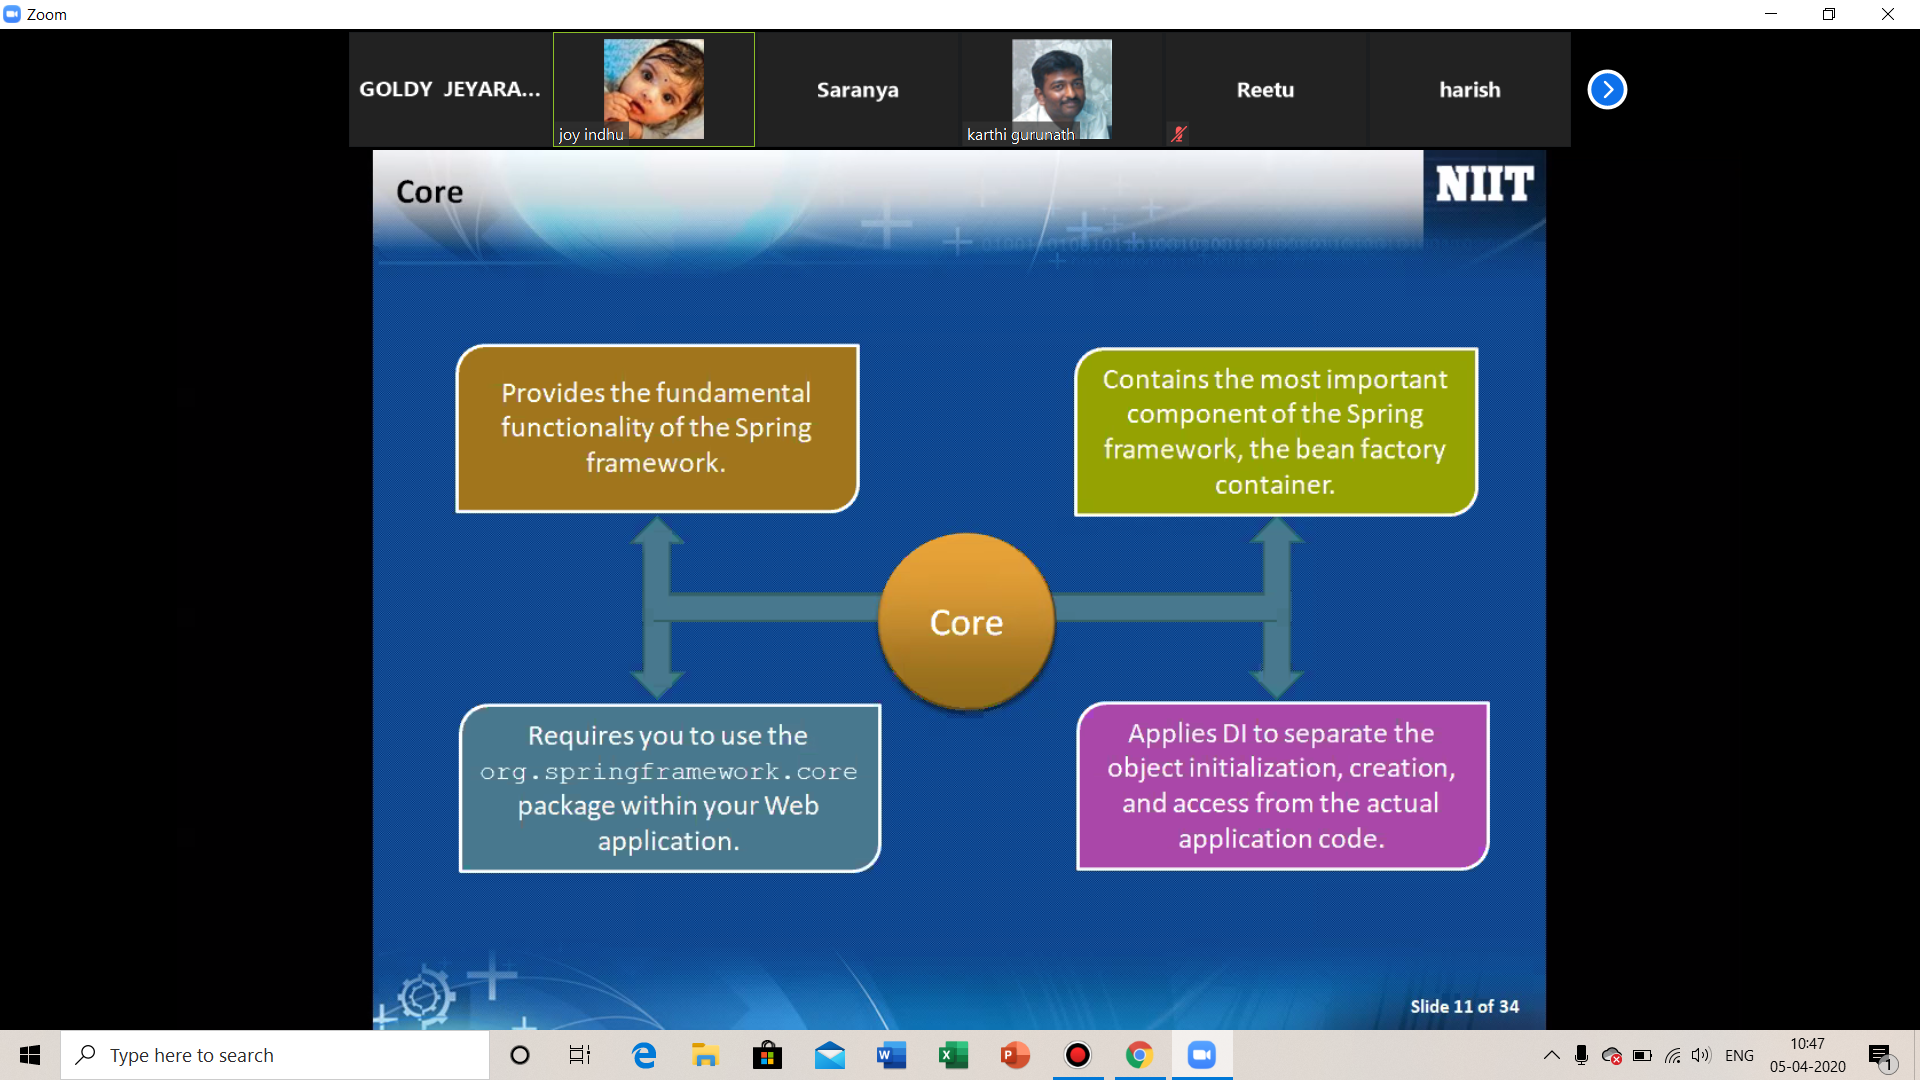 Zoom
GOLDY JEYARA...
joy indhu
Saranya
karthi gurunath
Reetu
harish
Core
NIIT
Provides the fundamental
functionality of the Spring
framework.
Contains the most important
component of the Spring
framework, the bean factory
container.
Core
Requires you to use the
org.springframework.core
package within your Web
application.
Applies DI to separate the
object initialization, creation,
and access from the actual
application code.
Slide 11 of 34
Type here to search
ENG
10:47
05-04-2020
1